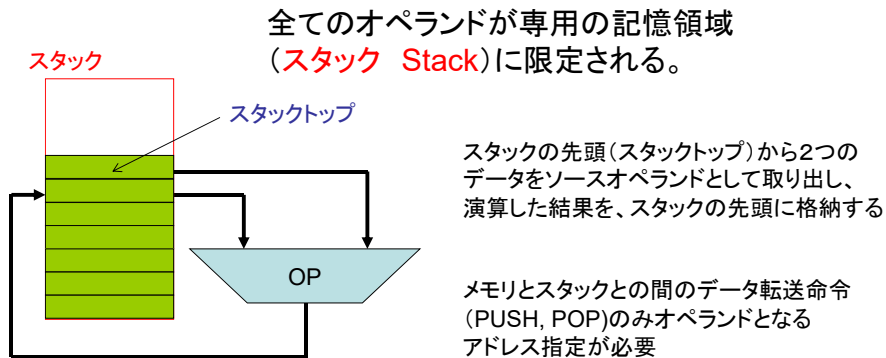 全てのオペランドが専用の記憶領域
（スタック　Stack）に限定される。
スタック
スタックトップ
スタックの先頭（スタックトップ）から２つの
データをソースオペランドとして取り出し、
演算した結果を、スタックの先頭に格納する
OP
メモリとスタックとの間のデータ転送命令
（PUSH, POP)のみオペランドとなる
アドレス指定が必要